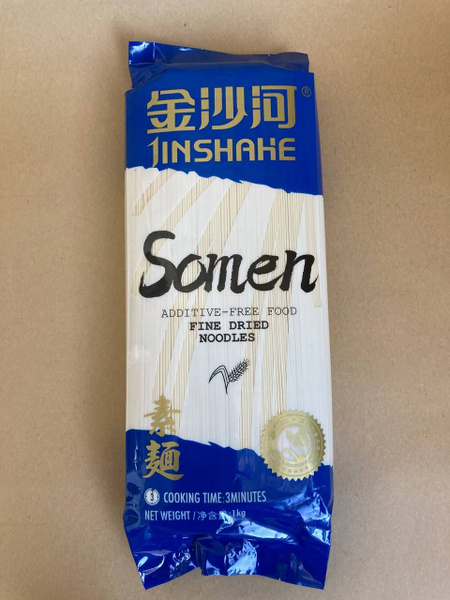 金沙河®
JINSHAHE
Somen
ADDITIVE-FREE FOOD
FINE DRIED
NOODLES
素
麺
3 COOKING TIME:3MINUTES
NET WEIGHT/净含量:1kg